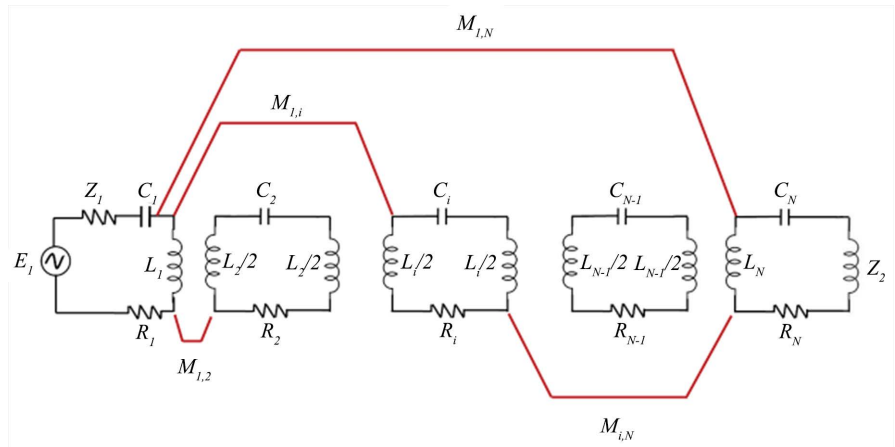 M1,N
M1,i
Z1 C1 C2 Ci CN-1 CN
E1 L1 L2/2 L2/2 Li/2 Li/2 LN-1/2 LN-1/2 LN Z2
R1 R2 Ri RN-1 RN
M1,2
Mi,N